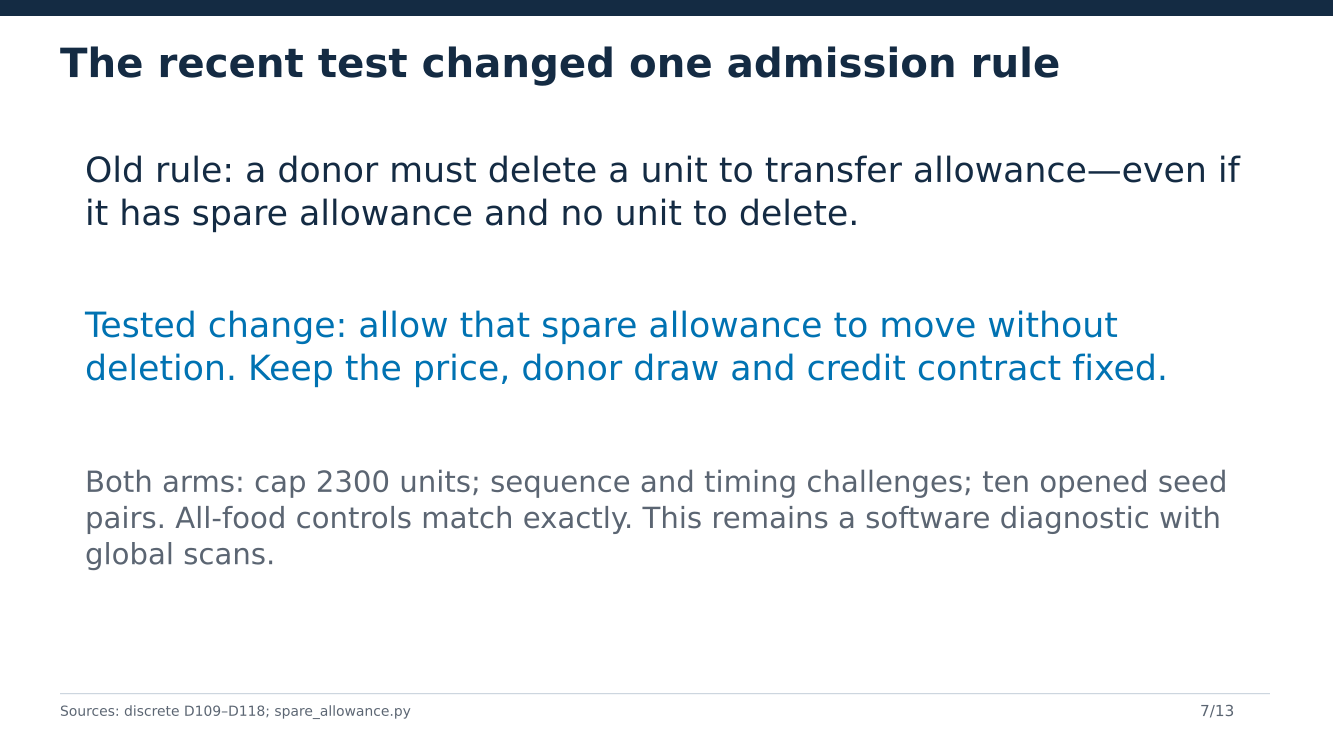 The recent test changed one admission rule
Old rule: a donor must delete a unit to transfer allowance—even if
it has spare allowance and no unit to delete.
Tested change: allow that spare allowance to move without
deletion. Keep the price, donor draw and credit contract fixed.
Both arms: cap 2300 units; sequence and timing challenges; ten opened seed
pairs. All-food controls match exactly. This remains a software diagnostic with
global scans.
Sources: discrete D109–D118; spare_allowance.py
7/13